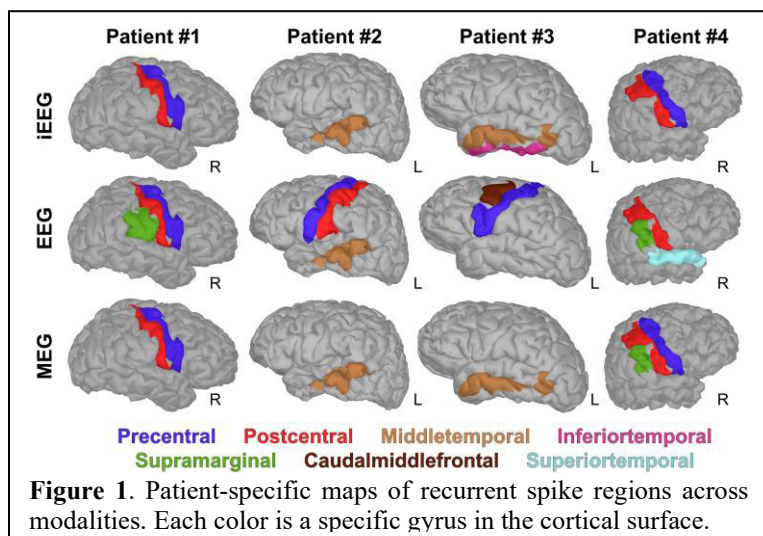 Patient #1 Patient #2 Patient #3 Patient #4
iEEG
R L L R
EEG
R L L R
MEG
R L L R
Precentral Postcentral Middletemporal Inferiortemporal
Supramarginal Caudalmiddlefrontal Superiortemporal
Figure 1. Patient-specific maps of recurrent spike regions across
modalities. Each color is a specific gyrus in the cortical surface.